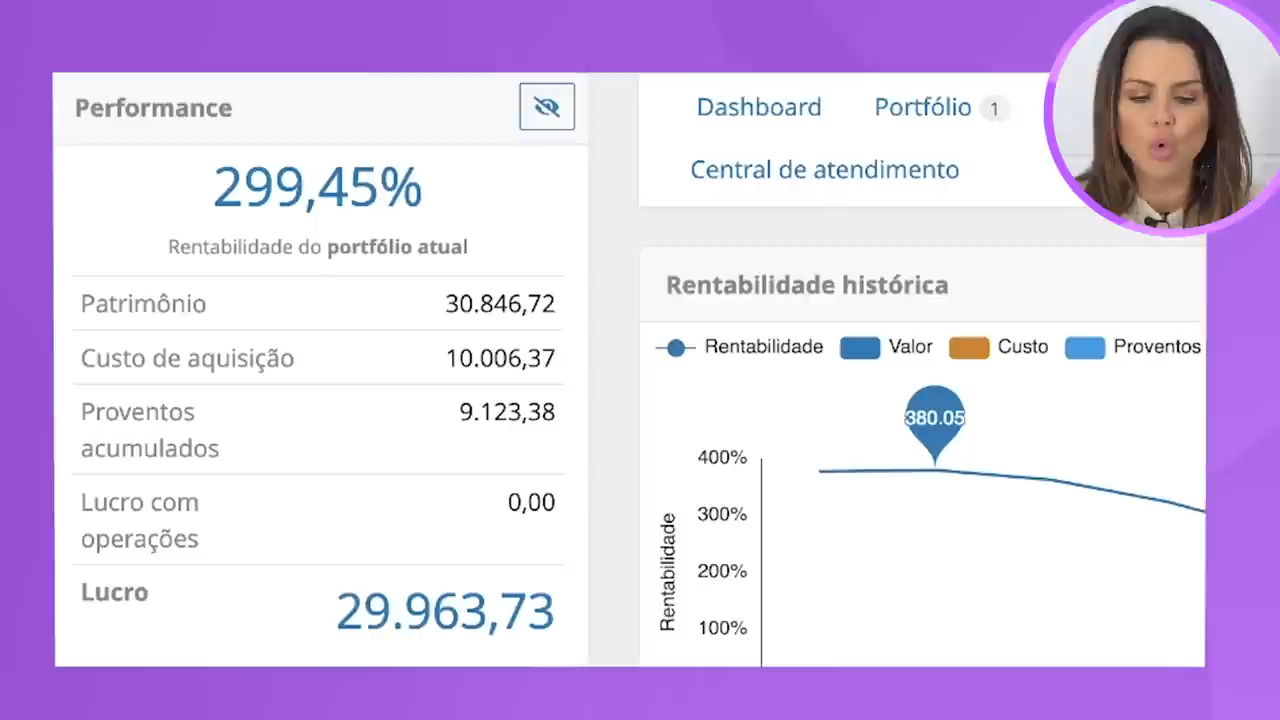 Performance
299,45%
Rentabilidade do portfólio atual
Patrimônio 30.846,72
Custo de aquisição 10.006,37
Proventos 9.123,38
acumulados
Lucro com 0,00
operações
Lucro 29.963,73
Dashboard Portfólio 1
Central de atendimento
Rentabilidade histórica
Rentabilidade Valor Custo Proventos
380.05
400%
300%
200%
100%
Rentabilidade